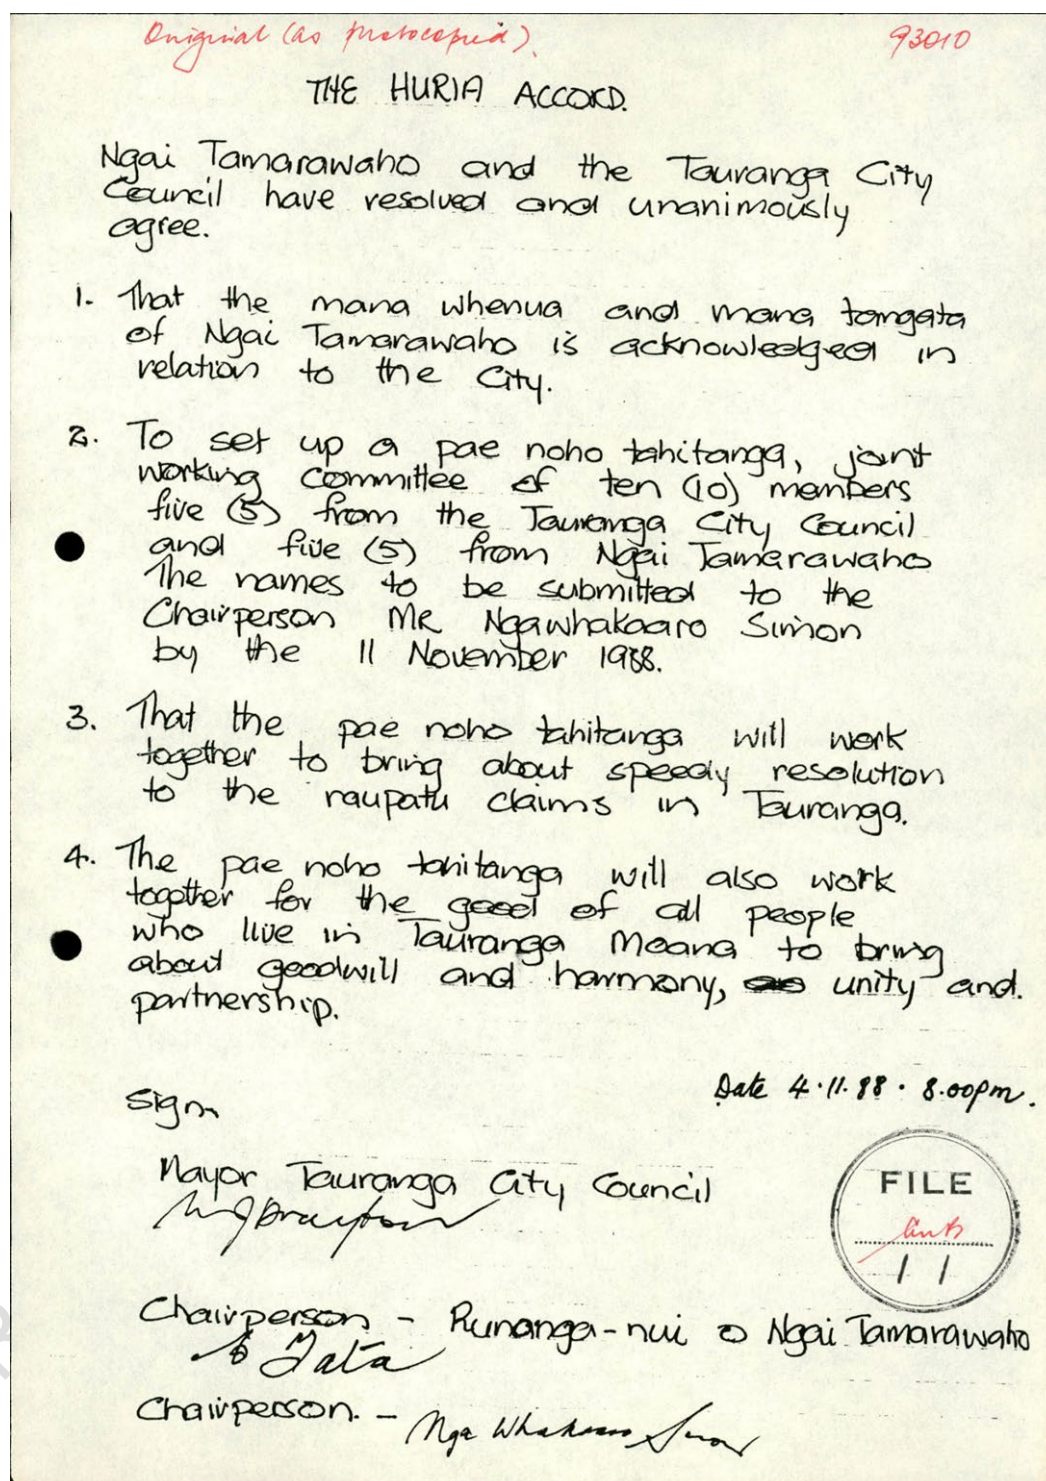 Original (as photocopied).
93010
THE HURIA ACCORD.
Ngai Tamarawaho and the Tauranga City
Council have resolved and unanimously
agree.
1. That the mana whenua and mana tangata
of Ngai Tamarawaho is acknowledged in
relation to the City.
2. To set up a pae noho tahitanga, joint
working committee of ten (10) members
five (5) from the Tauranga City Council
and five (5) from Ngai Tamarawaho
The names to be submitted to the
Chairperson Mr Ngawhakaaro Simon
by the 11 November 1988.
3. That the pae noho tahitanga will work
together to bring about speedy resolution
to the raupatu claims in Tauranga.
4. The pae noho tahitanga will also work
together for the good of all people
who live in Tauranga Moana to bring
about goodwill and harmony, unity and.
partnership.
Date 4.11.88. 8.00pm.
Sign
Mayor Tauranga City Council
FILE
11
Chairperson - Runanga-nui o Ngai Tamarawaho
Tata
Chairperson. - Nga Whakaaro Simon